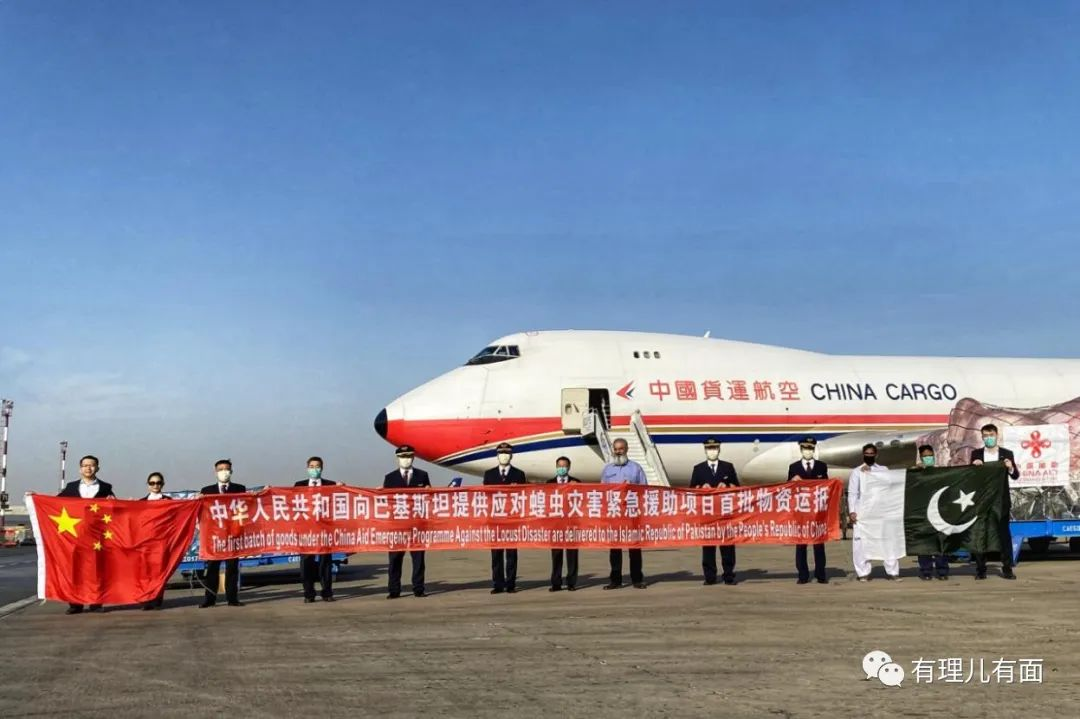 中國貨運航空 CHINA CARGO
中华人民共和国向巴基斯坦提供应对蝗虫灾害紧急援助项目首批物资运抵
The first batch of goods under the China Aid Emergency Programme Against the Locust Disaster are delivered to the Islamic Republic of Pakistan by the People's Republic of China
有理儿有面